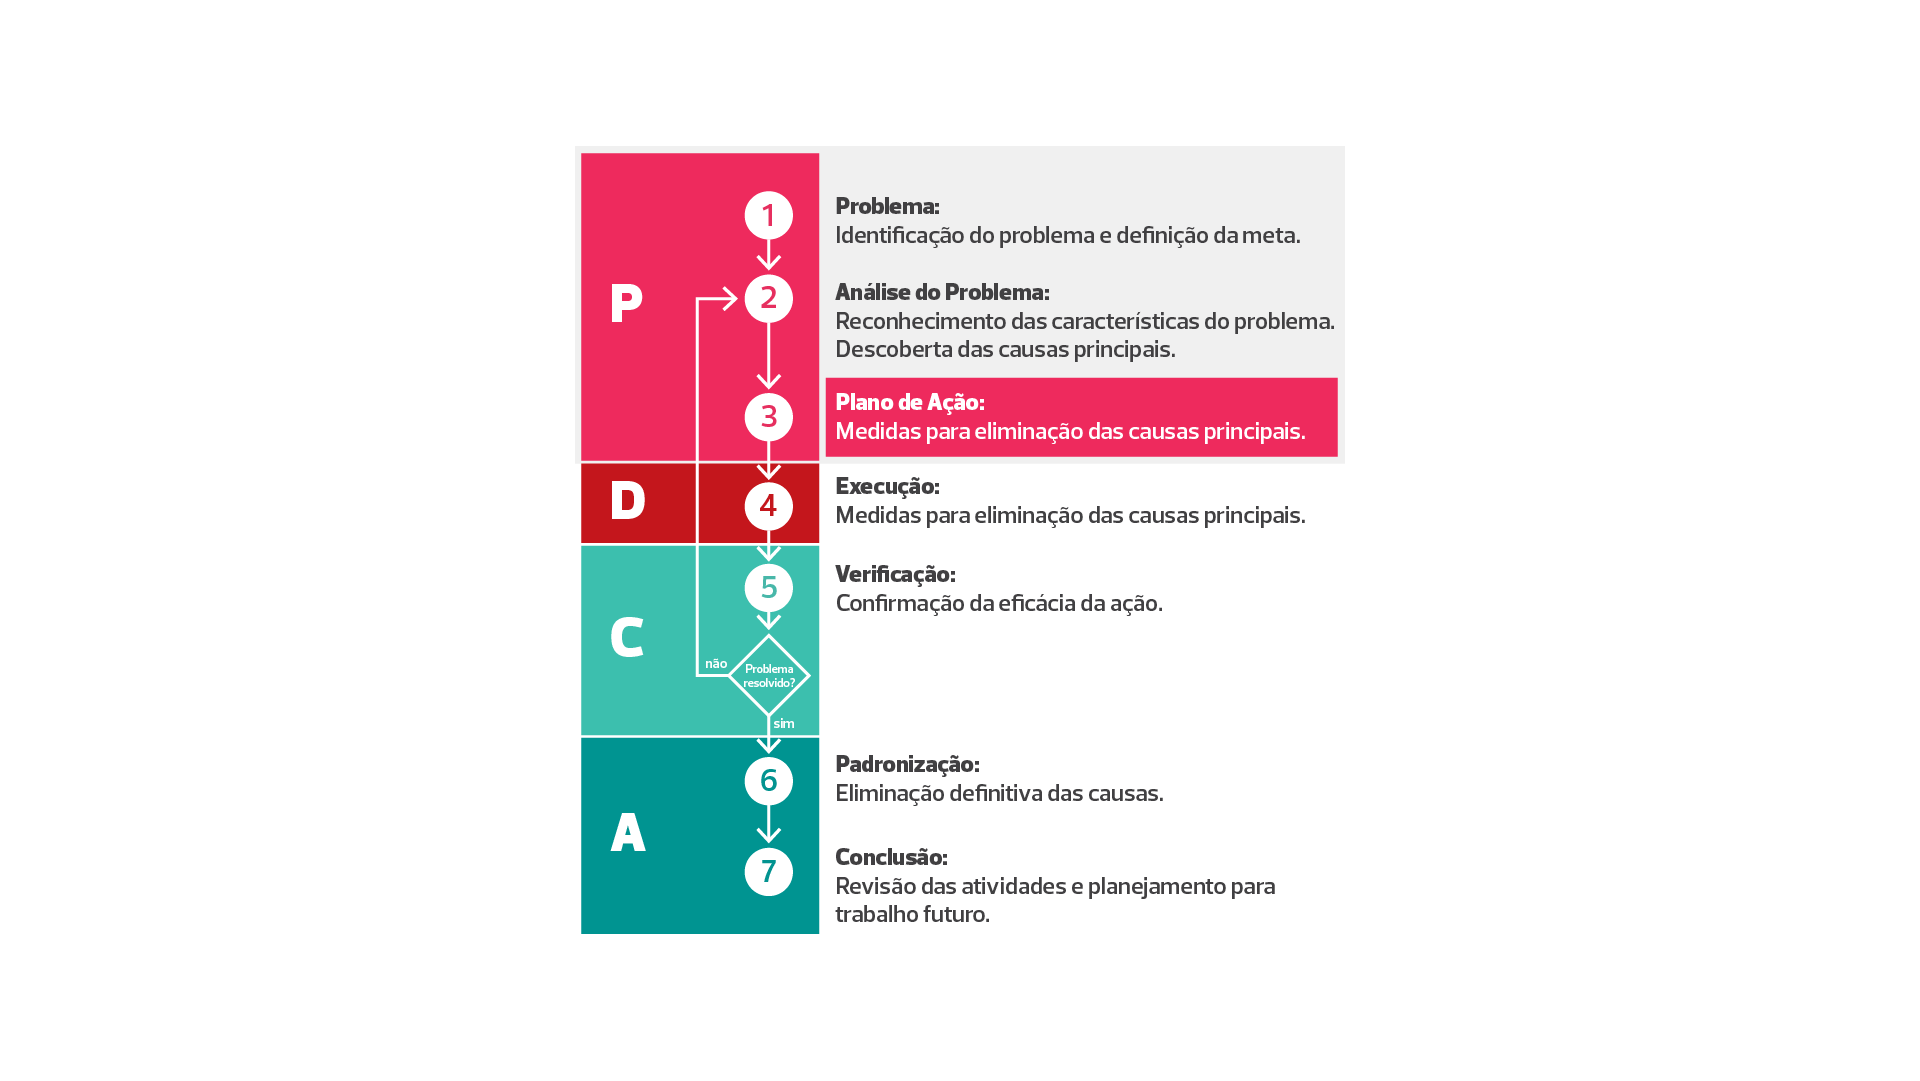 P
1
Problema:
Identificação do problema e definição da meta.
2
Análise do Problema:
Reconhecimento das características do problema.
Descoberta das causas principais.
3
Plano de Ação:
Medidas para eliminação das causas principais.
D
4
Execução:
Medidas para eliminação das causas principais.
C
5
Verificação:
Confirmação da eficácia da ação.
não
Problema
resolvido?
sim
A
6
Padronização:
Eliminação definitiva das causas.
7
Conclusão:
Revisão das atividades e planejamento para
trabalho futuro.